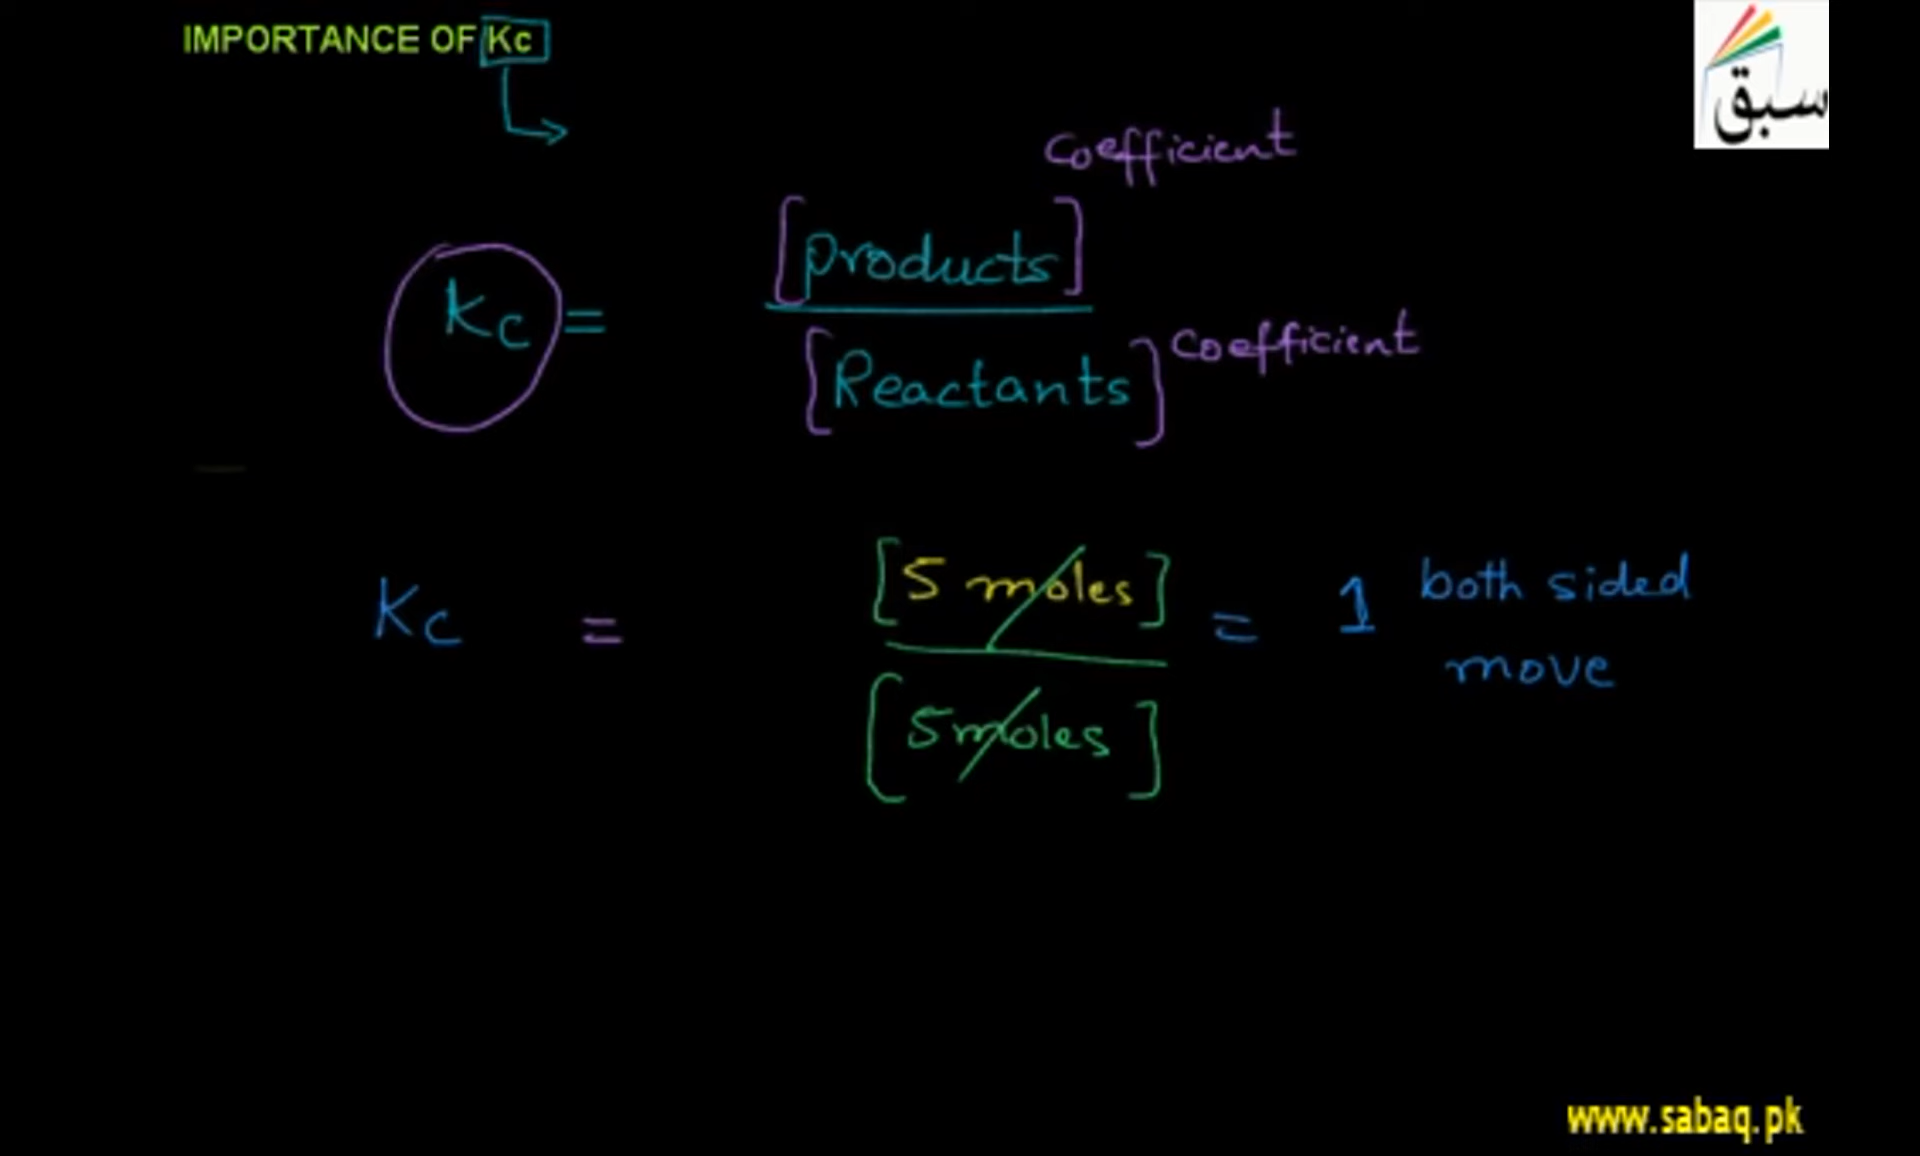 IMPORTANCE OF Kc
سبق
Coefficient
[products]
Kc =
[Reactants] Coefficient
[5 moles]
Kc = = 1 both sided
move
[5 moles]
www.sabaq.pk